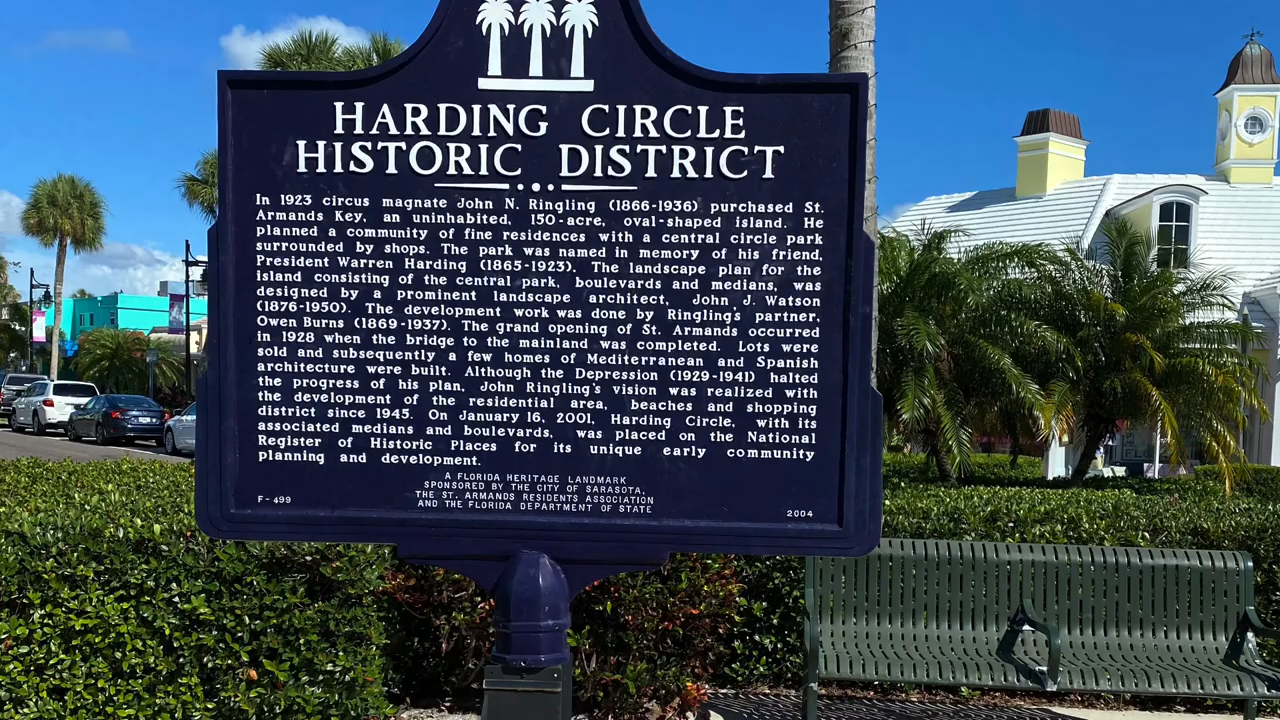 HARDING CIRCLE
HISTORIC DISTRICT
In 1923 circus magnate John N. Ringling (1866-1936) purchased St.
Armands Key, an uninhabited, 150-acre, oval-shaped island. He
planned a community of fine residences with a central circle park
surrounded by shops. The park was named in memory of his friend,
President Warren Harding (1865-1923). The landscape plan for the
island consisting of the central park, boulevards and medians, was
designed by a prominent landscape architect, John J. Watson
(1876-1950). The development work was done by Ringling's partner,
Owen Burns (1869-1937). The grand opening of St. Armands occurred
in 1928 when the bridge to the mainland was completed. Lots were
sold and subsequently a few homes of Mediterranean and Spanish
architecture were built. Although the Depression (1929-1941) halted
the progress of his plan, John Ringling's vision was realized with
the development of the residential area, beaches and shopping
district since 1945. On January 16, 2001, Harding Circle, with its
associated medians and boulevards, was placed on the National
Register of Historic Places for its unique early community
planning and development.
A FLORIDA HERITAGE LANDMARK
SPONSORED BY THE CITY OF SARASOTA,
THE ST. ARMANDS RESIDENTS ASSOCIATION
AND THE FLORIDA DEPARTMENT OF STATE
F-499
2004